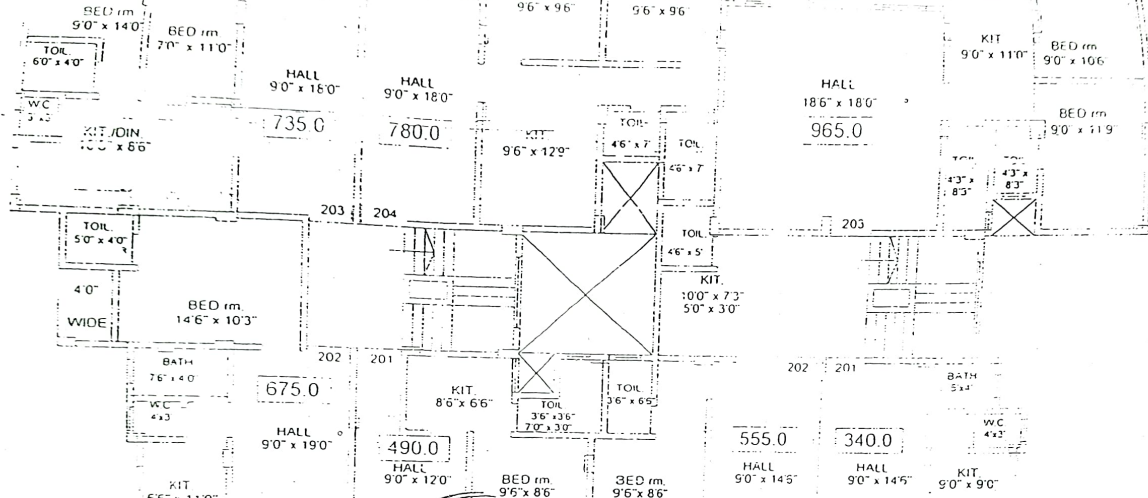 BED rm
9'0" x 14'0"
BED rm
7'0" x 11'0"
TOIL.
6'0" x 4'0"
W.C
3'x3'
KIT./DIN.
HALL
9'0" x 18'0"
735.0
HALL
9'0" x 18'0"
780.0
9'6" x 9'6"
9'6" x 9'6"
KIT.
9'6" x 12'9"
TOIL
4'6" x 7'
TOIL
4'6" x 7'
HALL
18'6" x 18'0"
965.0
KIT
9'0" x 11'0"
BED rm
9'0" x 10'6
BED rm
9'0" x 11'9"
TOIL
4'3" x
8'3"
TOIL
4'3" x
8'3"
203
204
203
TOIL.
5'0" x 4'0"
4'0"
WIDE
BED rm.
14'6" x 10'3"
TOIL
4'6" x 5'
KIT.
10'0" x 7'3"
5'0" x 3'0"
202
201
202
201
BATH
7'6" x 4'0"
W.C
4'x3'
675.0
HALL
9'0" x 19'0"
KIT
490.0
HALL
9'0" x 12'0"
KIT.
8'6"x 6'6"
TOIL
3'6" x3'6"
7'0" x 3'0"
TOIL
3'6" x 6'6"
BED rm
9'6"x 8'6"
BED rm
9'6"x 8'6"
555.0
HALL
9'0" x 14'6"
340.0
HALL
9'0" x 14'6"
BATH
5'x4'
W.C
4'x3'
KIT.
9'0" x 9'0"